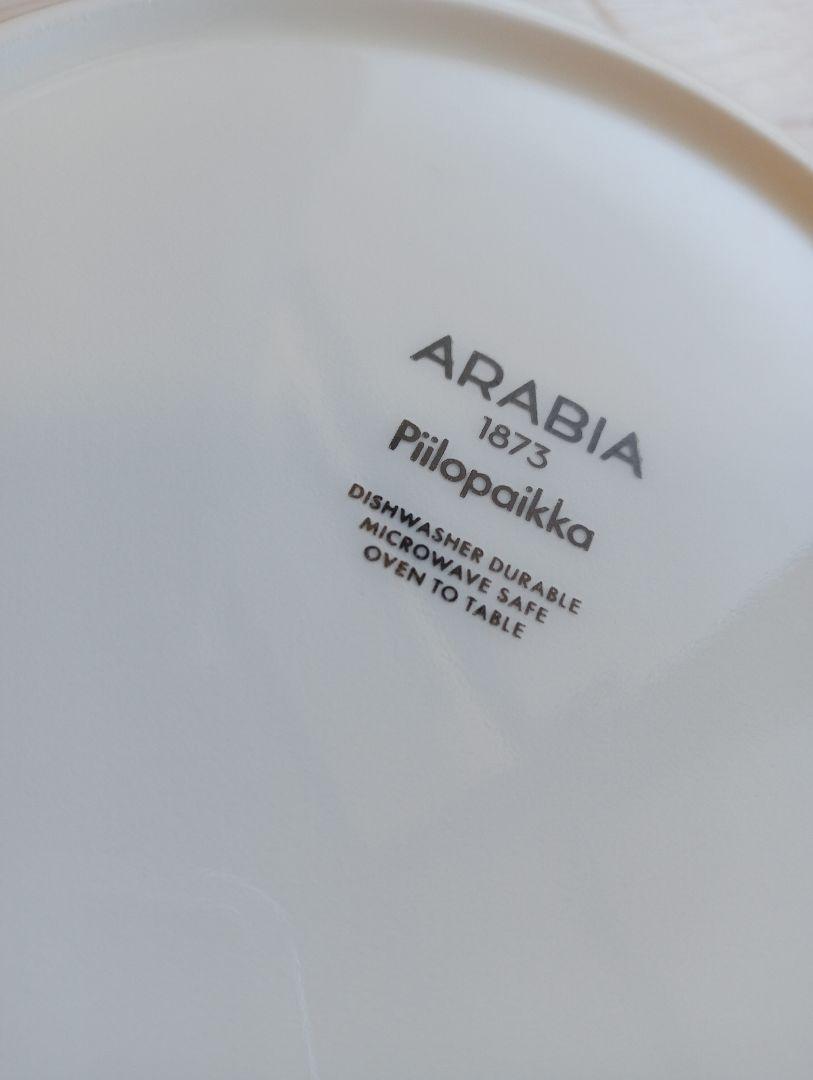 ARABIA
1873
Piilopaikka
DISHWASHER DURABLE
MICROWAVE SAFE
OVEN TO TABLE